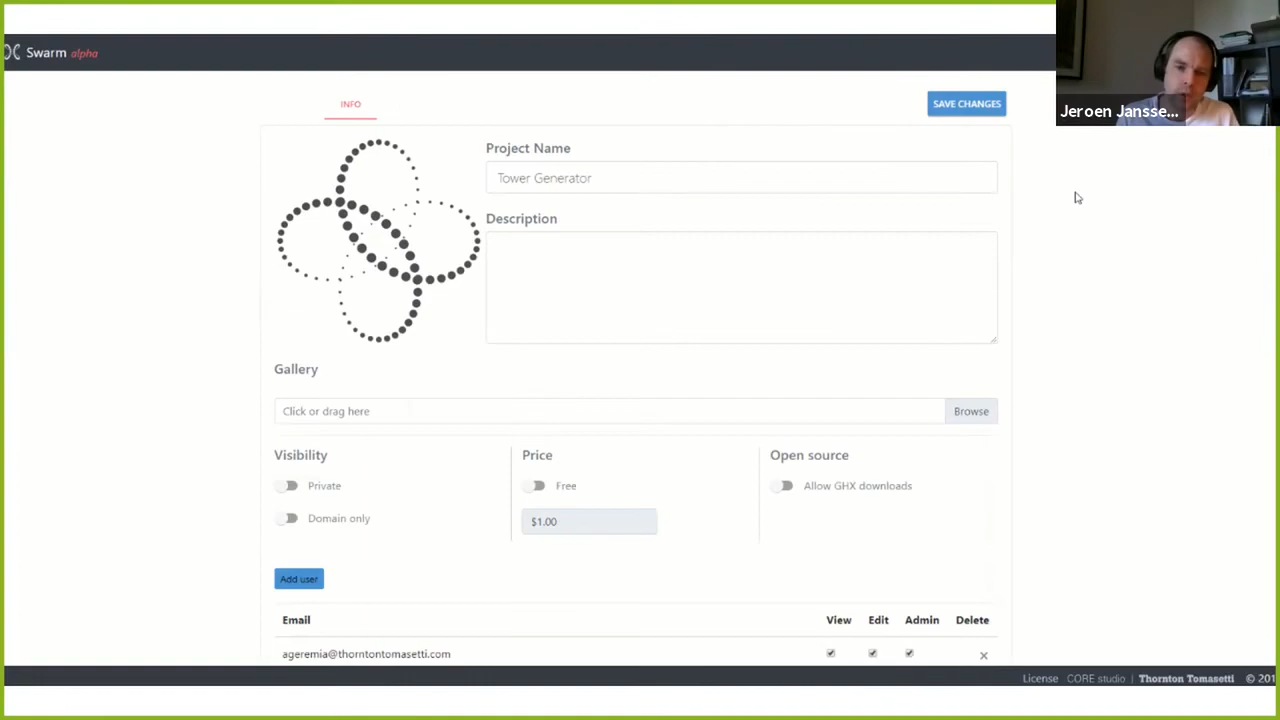 Swarm alpha
Jeroen Jansse...
INFO
SAVE CHANGES
Project Name
Tower Generator
Description
Gallery
Click or drag here
Browse
Visibility
Private
Domain only
Price
Free
$1.00
Open source
Allow GHX downloads
Add user
Email View Edit Admin Delete
ageremia@thorntontomasetti.com
License CORE studio | Thornton Tomasetti © 201